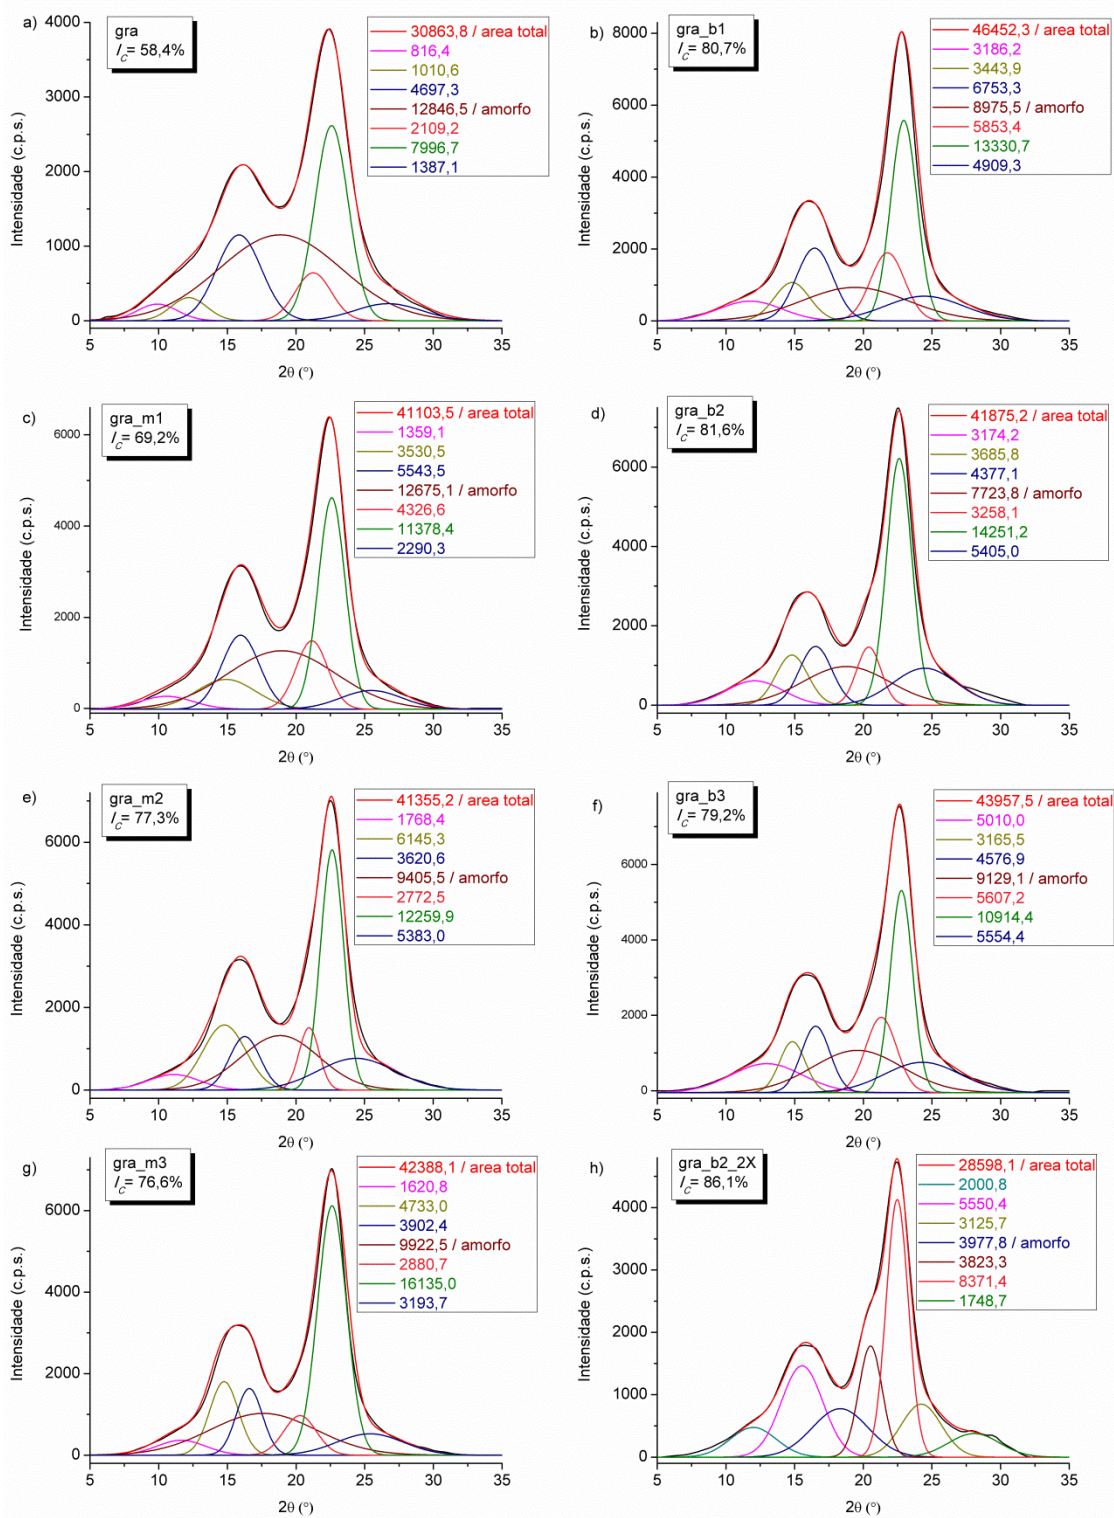 a)
gra
Ic= 58,4%
30863,8 / area total
816,4
1010,6
4697,3
12846,5 / amorfo
2109,2
7996,7
1387,1
Intensidade (c.p.s.)
4000
3000
2000
1000
0
5 10 15 20 25 30 35
2θ (°)
b)
gra_b1
Ic= 80,7%
46452,3 / area total
3186,2
3443,9
6753,3
8975,5 / amorfo
5853,4
13330,7
4909,3
Intensidade (c.p.s.)
8000
6000
4000
2000
0
5 10 15 20 25 30 35
2θ (°)
c)
gra_m1
Ic= 69,2%
41103,5 / area total
1359,1
3530,5
5543,5
12675,1 / amorfo
4326,6
11378,4
2290,3
Intensidade (c.p.s.)
6000
4000
2000
0
5 10 15 20 25 30 35
2θ (°)
d)
gra_b2
Ic= 81,6%
41875,2 / area total
3174,2
3685,8
4377,1
7723,8 / amorfo
3258,1
14251,2
5405,0
Intensidade (c.p.s.)
6000
4000
2000
0
5 10 15 20 25 30 35
2θ (°)
e)
gra_m2
Ic= 77,3%
41355,2 / area total
1768,4
6145,3
3620,6
9405,5 / amorfo
2772,5
12259,9
5383,0
Intensidade (c.p.s.)
6000
4000
2000
0
5 10 15 20 25 30 35
2θ (°)
f)
gra_b3
Ic= 79,2%
43957,5 / area total
5010,0
3165,5
4576,9
9129,1 / amorfo
5607,2
10914,4
5554,4
Intensidade (c.p.s.)
6000
4000
2000
0
5 10 15 20 25 30 35
2θ (°)
g)
gra_m3
Ic= 76,6%
42388,1 / area total
1620,8
4733,0
3902,4
9922,5 / amorfo
2880,7
16135,0
3193,7
Intensidade (c.p.s.)
6000
4000
2000
0
5 10 15 20 25 30 35
2θ (°)
h)
gra_b2_2X
Ic= 86,1%
28598,1 / area total
2000,8
5550,4
3125,7
3977,8 / amorfo
3823,3
8371,4
1748,7
Intensidade (c.p.s.)
4000
3000
2000
1000
0
5 10 15 20 25 30 35
2θ (°)